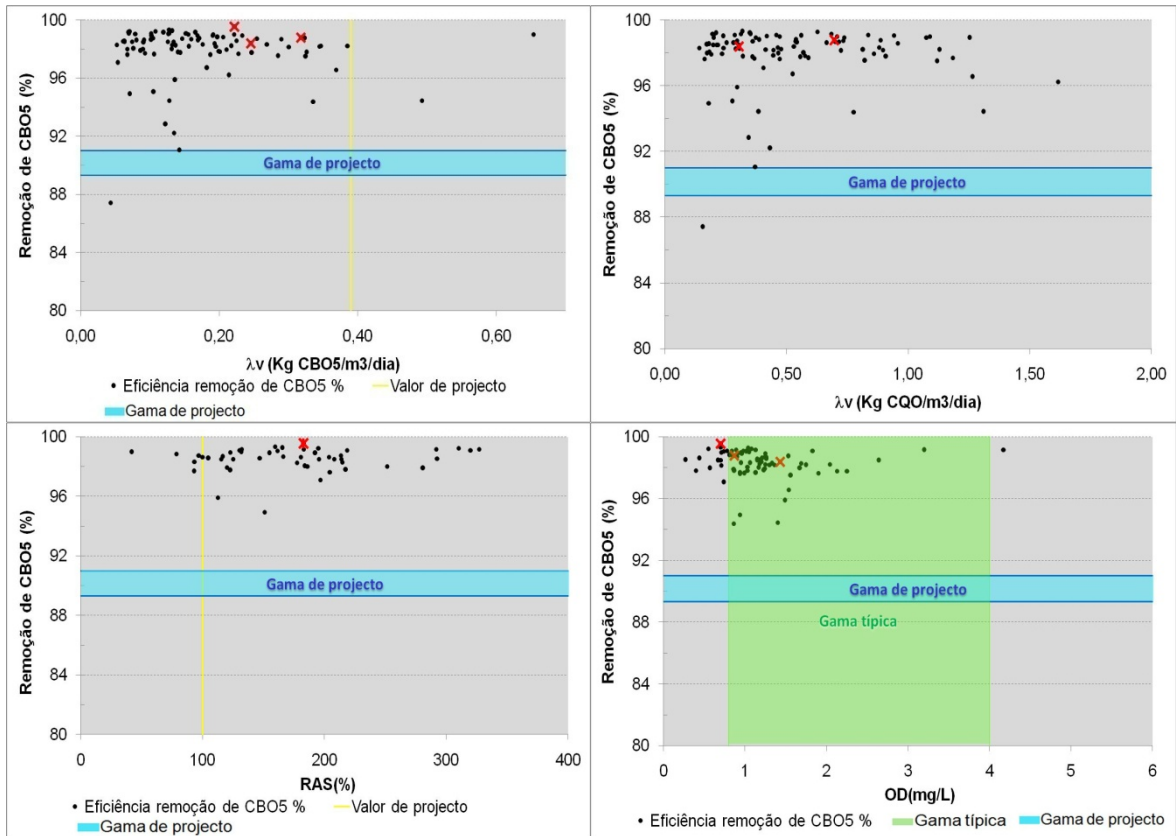 Remoção de CBO5 (%)
100
96
92
88
84
80
Gama de projecto
0,00
0,20
0,40
0,60
λv (Kg CBO5/m3/dia)
• Eficiência remoção de CBO5 %
Valor de projecto
Gama de projecto
Remoção de CBO5 (%)
100
96
92
88
84
80
Gama de projecto
0,00
0,50
1,00
1,50
2,00
λv (Kg CQO/m3/dia)
Remoção de CBO5 (%)
100
96
92
88
84
80
Gama de projecto
0
100
200
300
400
RAS(%)
• Eficiência remoção de CBO5 %
Valor de projecto
Gama de projecto
Remoção de CBO5 (%)
100
96
92
88
84
80
Gama de projecto
Gama típica
0
1
2
3
4
5
6
OD(mg/L)
• Eficiência remoção de CBO5 %
Gama típica
Gama de projecto